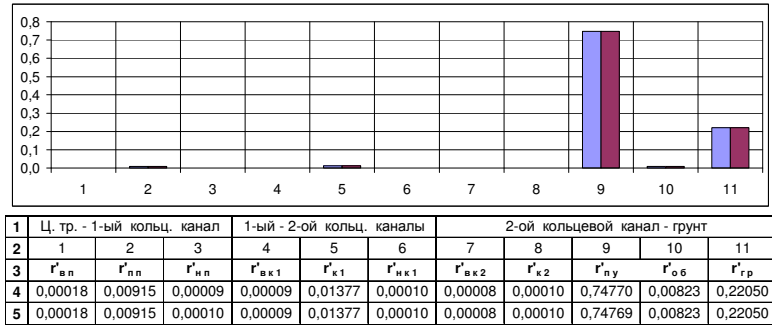 0,8
0,7
0,6
0,5
0,4
0,3
0,2
0,1
0,0
1 2 3 4 5 6 7 8 9 10 11
1 Ц. тр. - 1-ый кольц. канал 1-ый - 2-ой кольц. каналы 2-ой кольцевой канал - грунт
2 1 2 3 4 5 6 7 8 9 10 11
3 r'вп r'пп r'нп r'вк1 r'к1 r'нк1 r'вк2 r'к2 r'пу r'об r'гр
4 0,00018 0,00915 0,00009 0,00009 0,01377 0,00010 0,00008 0,00010 0,74770 0,00823 0,22050
5 0,00018 0,00915 0,00010 0,00009 0,01377 0,00010 0,00008 0,00010 0,74769 0,00823 0,22050